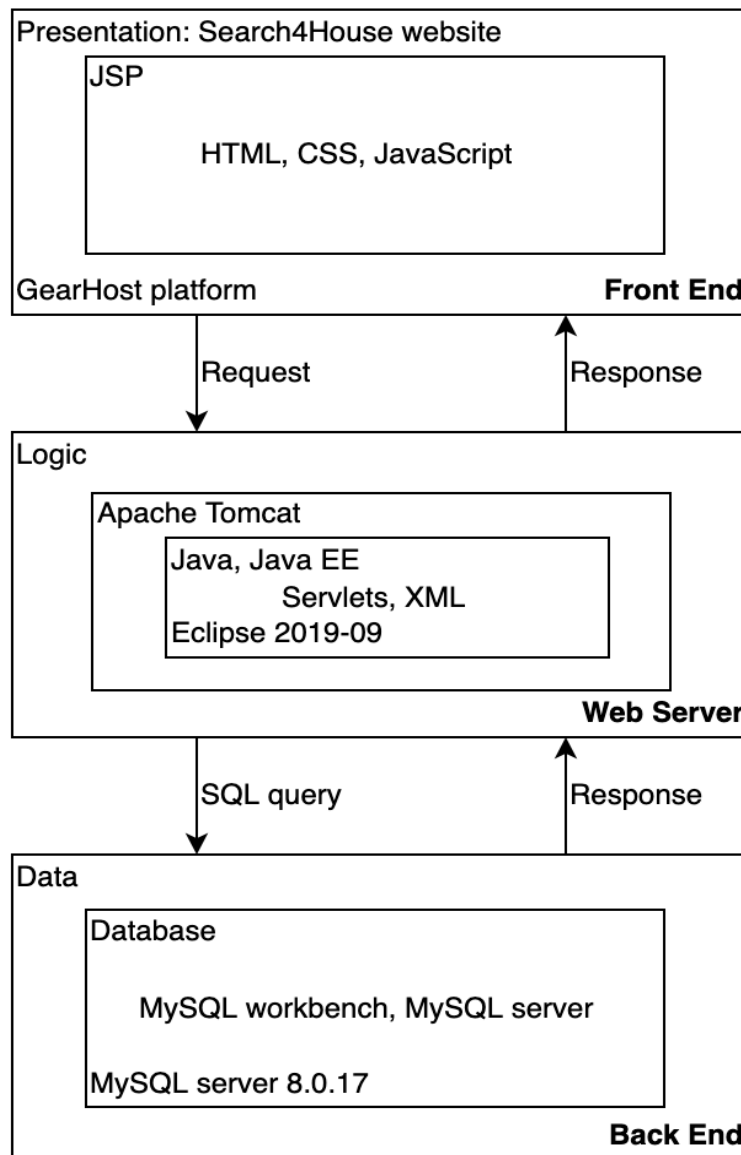 Presentation: Search4House website
JSP
HTML, CSS, JavaScript
GearHost platform
Front End
Request
Response
Logic
Apache Tomcat
Java, Java EE
Servlets, XML
Eclipse 2019-09
Web Server
SQL query
Response
Data
Database
MySQL workbench, MySQL server
MySQL server 8.0.17
Back End